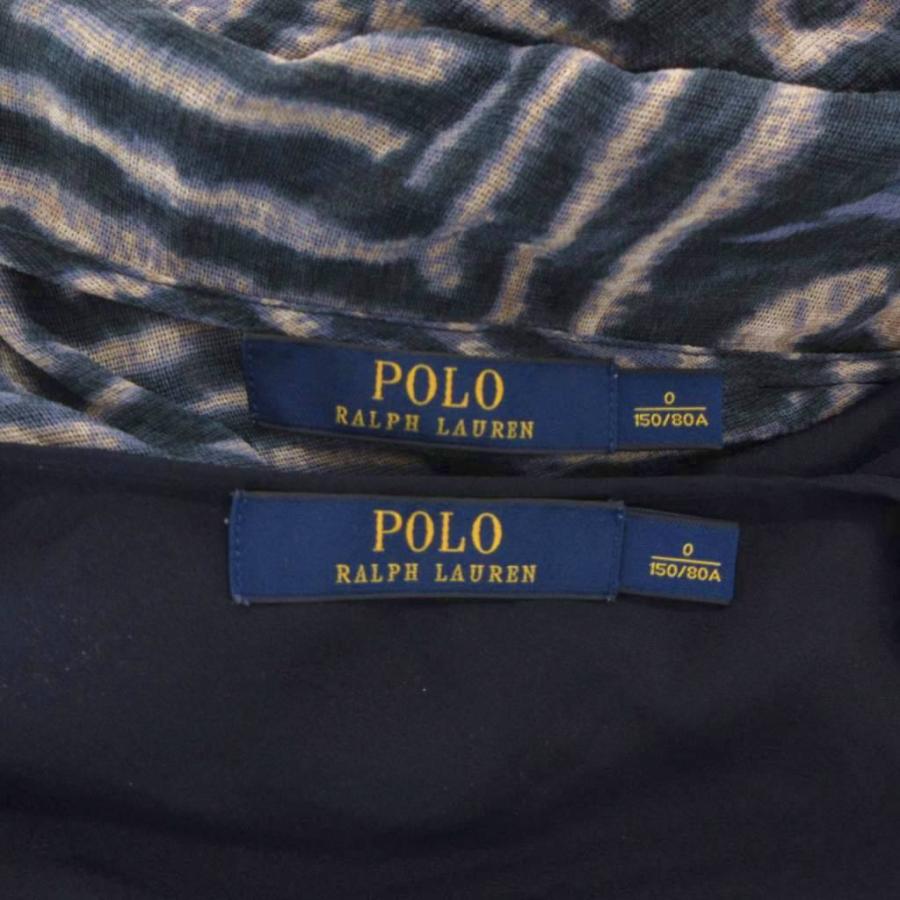 POLO
RALPH LAUREN
0
150/80A
POLO
RALPH LAUREN
0
150/80A